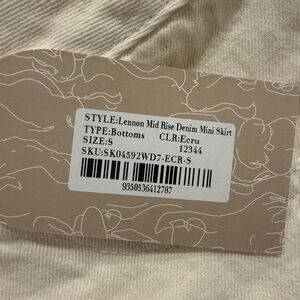 STYLE:Lennon Mid Rise Denim Mini Skirt
TYPE:Bottoms CLR:Ecru
SIZE:S 12344
SKU:SK04592WD7-ECR-S
9350536412787